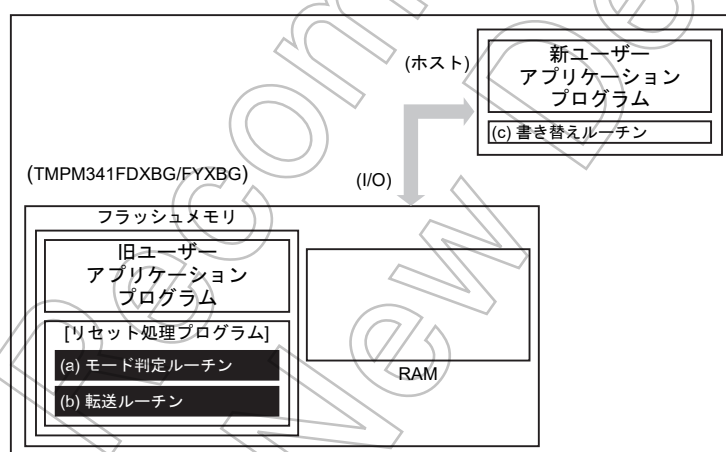 (ホスト)
新ユーザー
アプリケーション
プログラム
(c) 書き替えルーチン
(TMPM341FDXBG/FYXBG)
(I/O)
フラッシュメモリ
旧ユーザー
アプリケーション
プログラム
[リセット処理プログラム]
(a) モード判定ルーチン
(b) 転送ルーチン
RAM